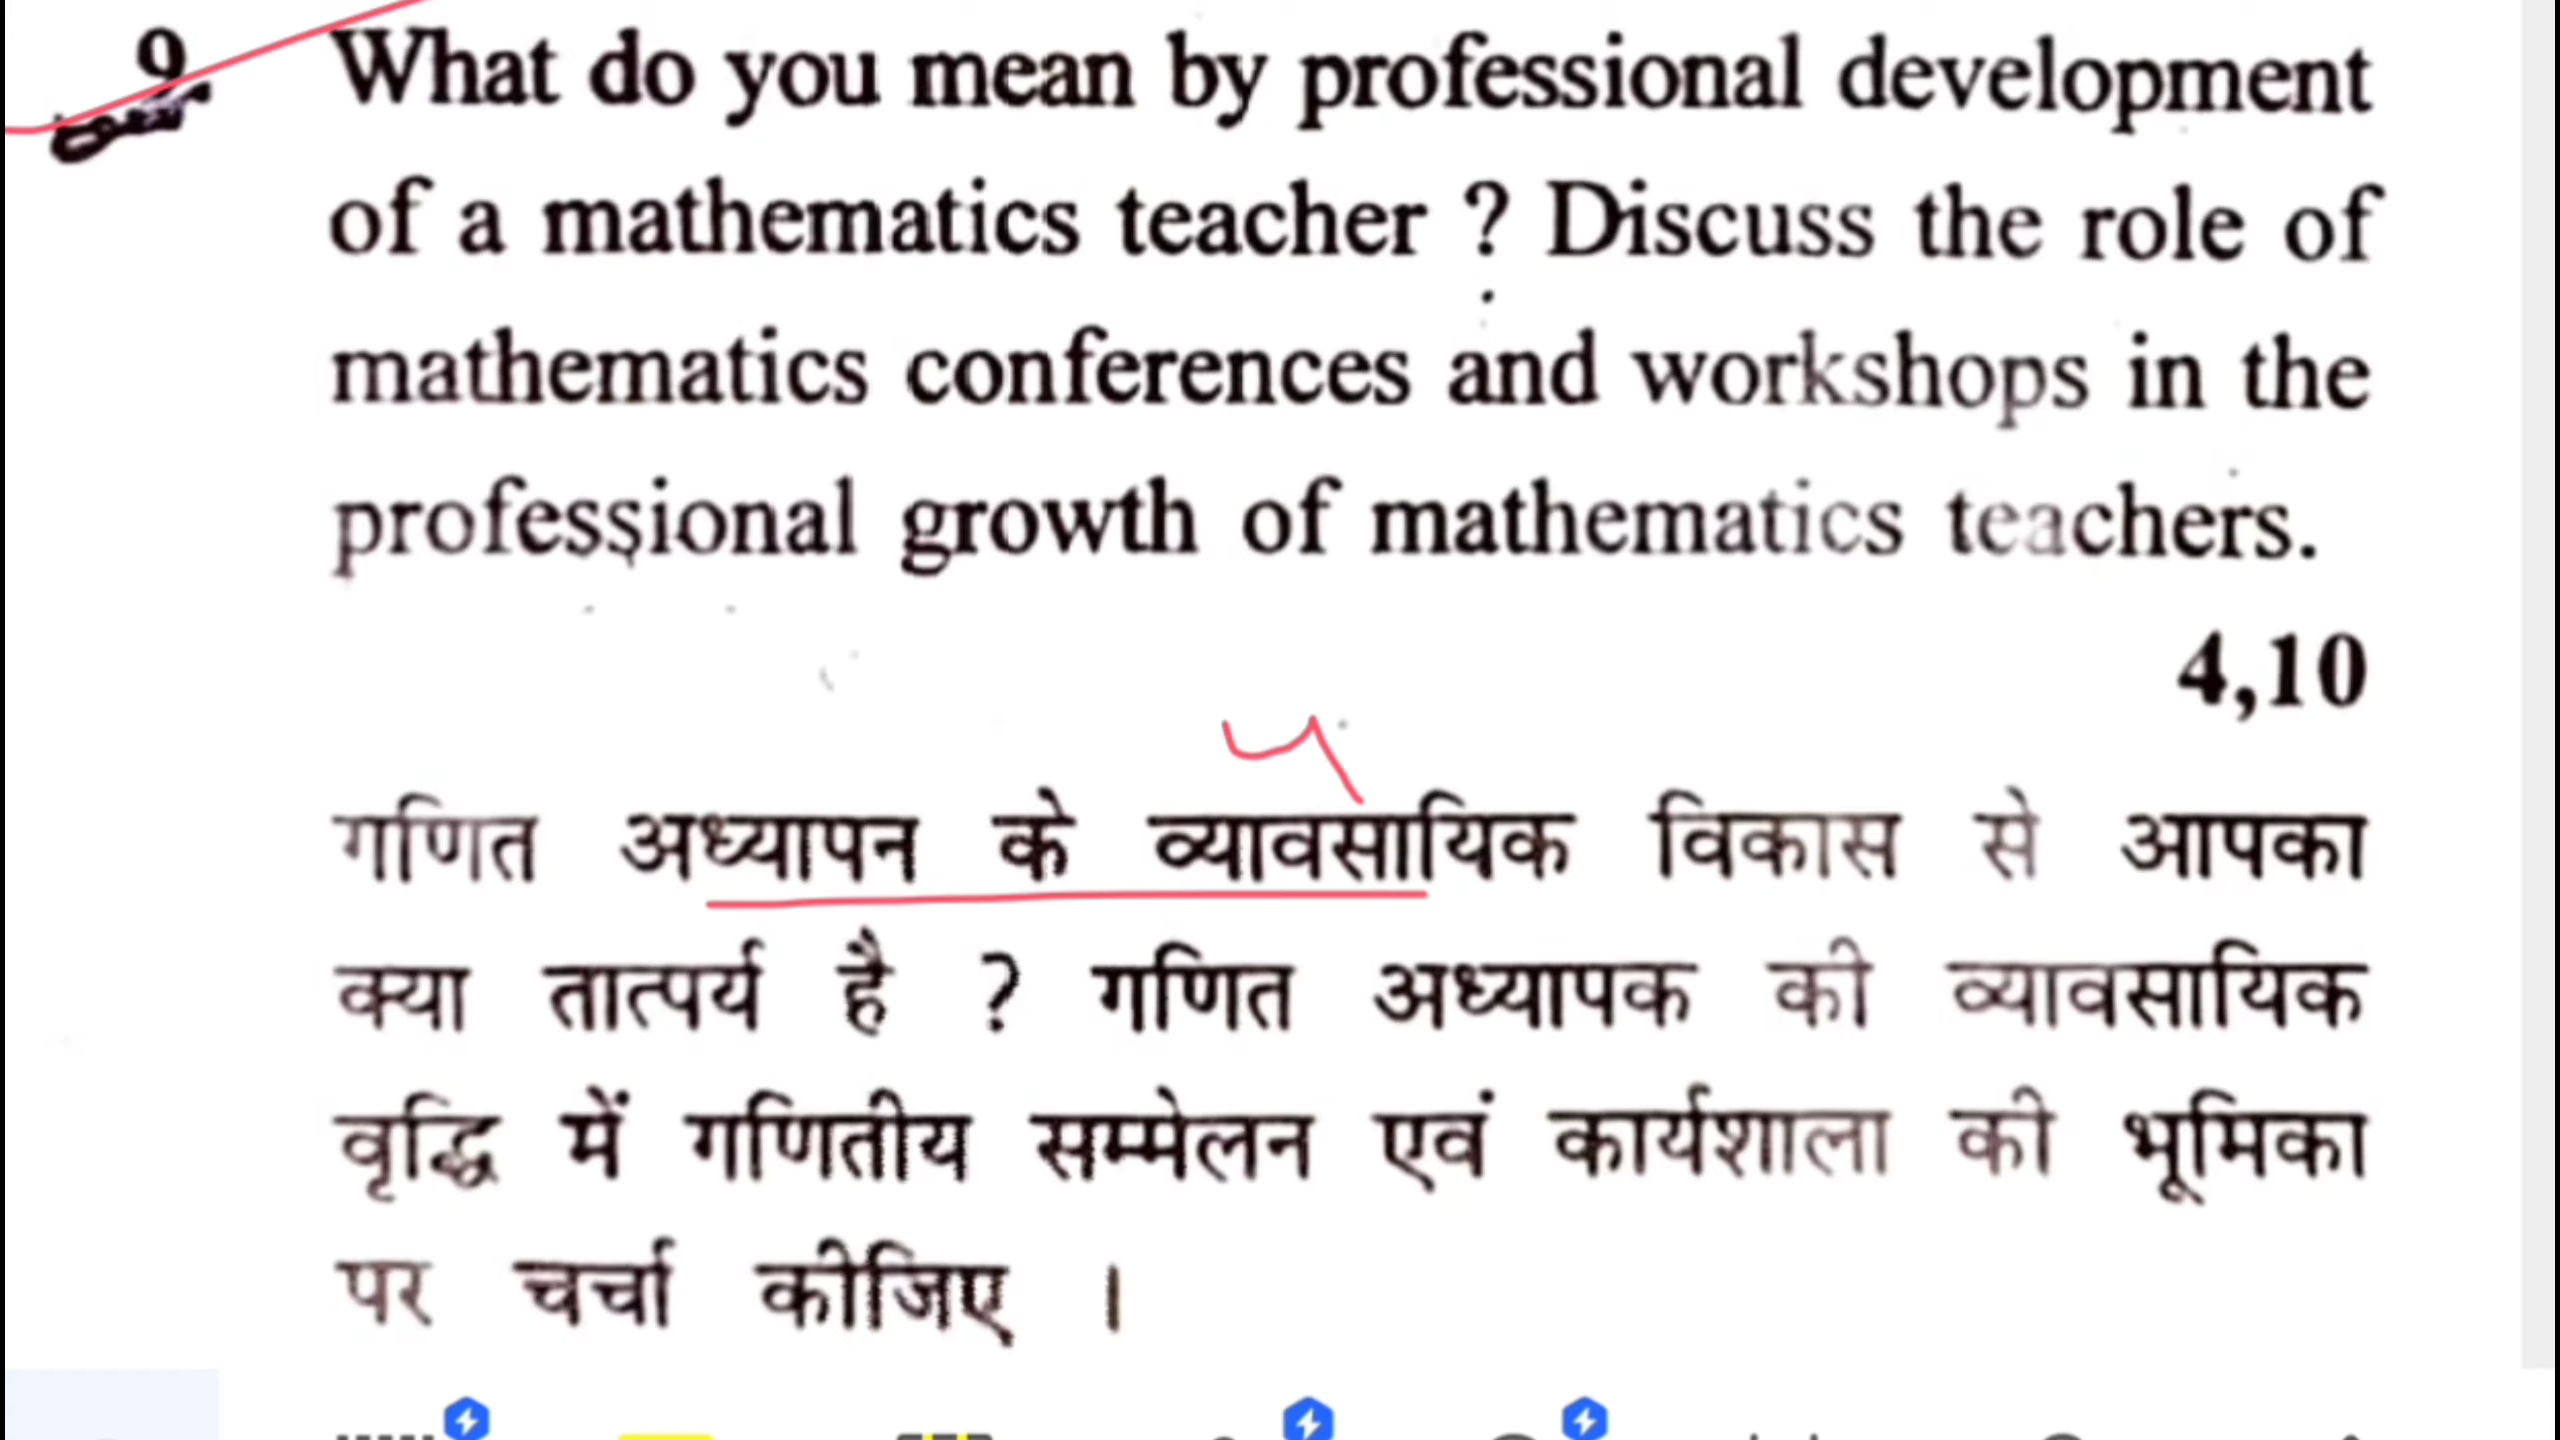 9. What do you mean by professional development
of a mathematics teacher ? Discuss the role of
mathematics conferences and workshops in the
professional growth of mathematics teachers.
4,10
गणित अध्यापन के व्यावसायिक विकास से आपका
क्या तात्पर्य है ? गणित अध्यापक की व्यावसायिक
वृद्धि में गणितीय सम्मेलन एवं कार्यशाला की भूमिका
पर चर्चा कीजिए ।